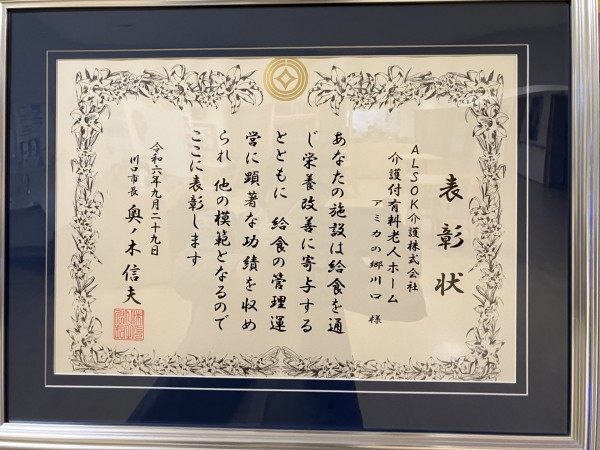 表彰状
ALSOK介護株式会社
介護付有料老人ホーム
アミカの郷川口 様
あなたの施設は給食を通
じ栄養改善に寄与する
とともに 給食の管理運
営に顕著な功績を収め
られ 他の模範となるので
ここに表彰します
令和六年九月二十九日
川口市長 奥ノ木信夫